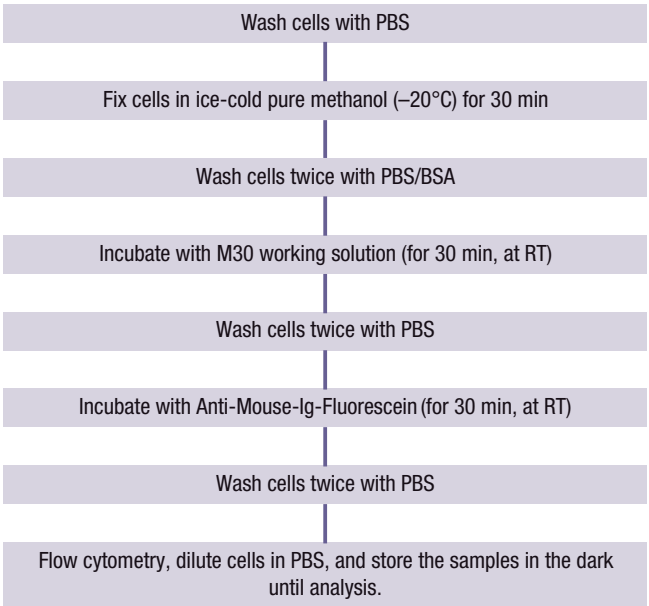 Wash cells with PBS
Fix cells in ice-cold pure methanol (–20°C) for 30 min
Wash cells twice with PBS/BSA
Incubate with M30 working solution (for 30 min, at RT)
Wash cells twice with PBS
Incubate with Anti-Mouse-Ig-Fluorescein (for 30 min, at RT)
Wash cells twice with PBS
Flow cytometry, dilute cells in PBS, and store the samples in the dark
until analysis.